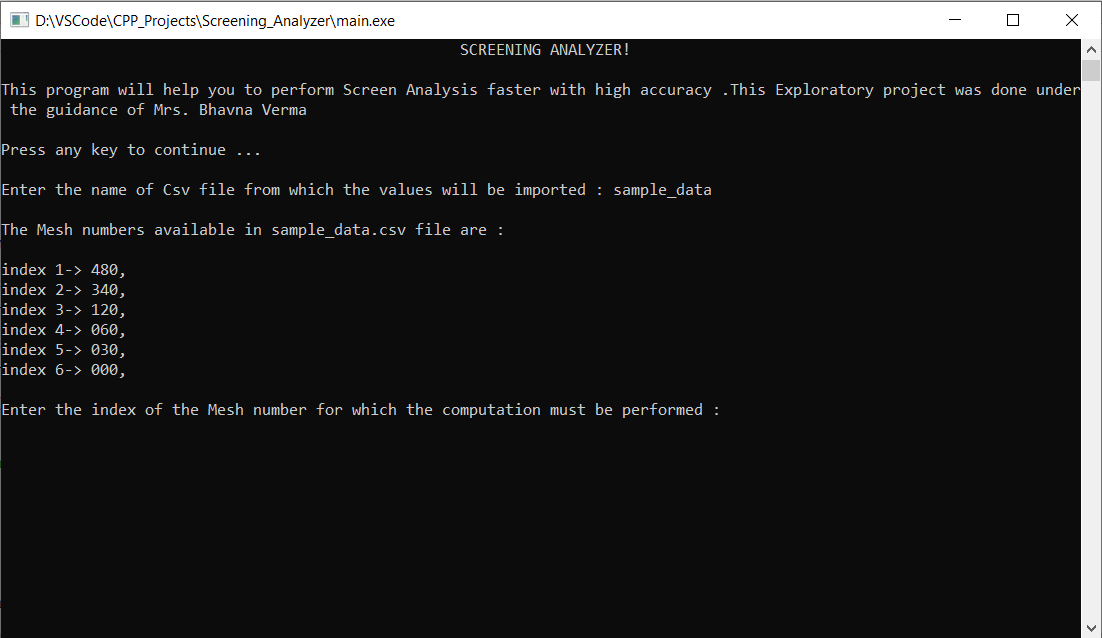 D:\VSCode\CPP_Projects\Screening_Analyzer\main.exe
SCREENING ANALYZER!
This program will help you to perform Screen Analysis faster with high accuracy .This Exploratory project was done under
the guidance of Mrs. Bhavna Verma
Press any key to continue ...
Enter the name of Csv file from which the values will be imported : sample_data
The Mesh numbers available in sample_data.csv file are :
index 1-> 480,
index 2-> 340,
index 3-> 120,
index 4-> 060,
index 5-> 030,
index 6-> 000,
Enter the index of the Mesh number for which the computation must be performed :